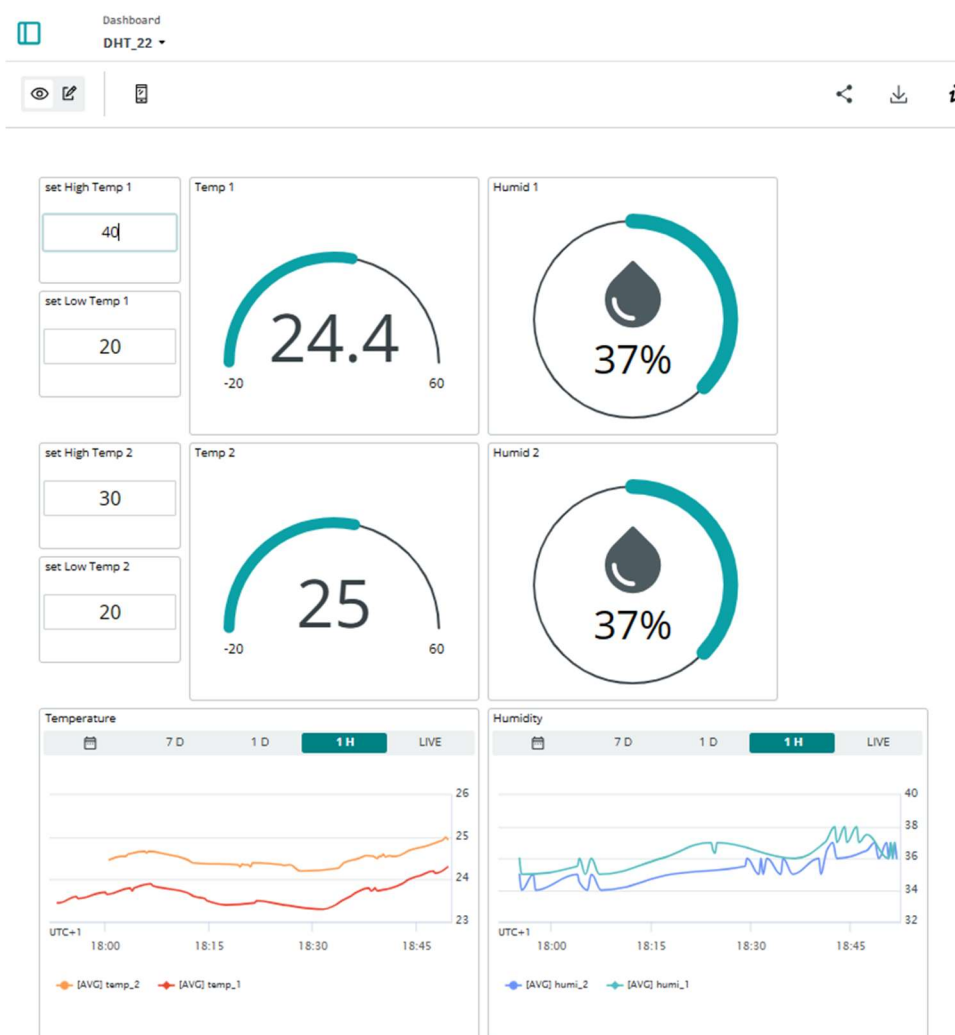 Dashboard
DHT_22
set High Temp 1
40
set Low Temp 1
20
Temp 1
24.4
-20 60
Humid 1
37%
set High Temp 2
30
set Low Temp 2
20
Temp 2
25
-20 60
Humid 2
37%
Temperature
7 D 1 D 1 H LIVE
26
25
24
23
UTC+1
18:00 18:15 18:30 18:45
[AVG] temp_2 [AVG] temp_1
Humidity
7 D 1 D 1 H LIVE
40
38
36
34
32
UTC+1
18:00 18:15 18:30 18:45
[AVG] humi_2 [AVG] humi_1